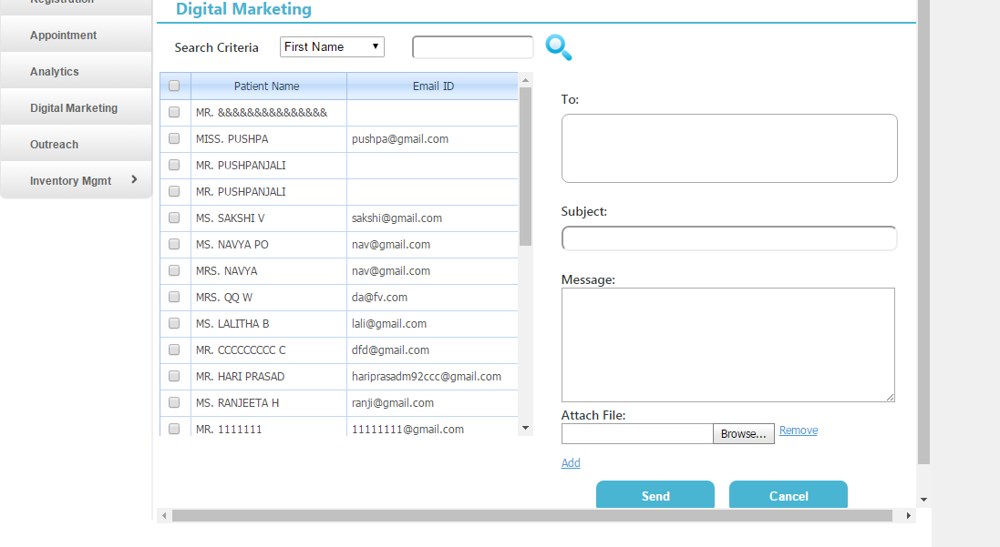 Registration
Appointment
Analytics
Digital Marketing
Outreach
Inventory Mgmt
Digital Marketing
Search Criteria First Name
Patient Name Email ID
MR. &&&&&&&&&&&&&&&
MISS. PUSHPA pushpa@gmail.com
MR. PUSHPANJALI
MR. PUSHPANJALI
MS. SAKSHI V sakshi@gmail.com
MS. NAVYA PO nav@gmail.com
MRS. NAVYA nav@gmail.com
MRS. QQ W da@fv.com
MS. LALITHA B lali@gmail.com
MR. CCCCCCCCC C dfd@gmail.com
MR. HARI PRASAD hariprasadm92ccc@gmail.com
MS. RANJEETA H ranji@gmail.com
MR. 1111111 11111111@gmail.com
To:
Subject:
Message:
Attach File:
Browse... Remove
Add
Send Cancel